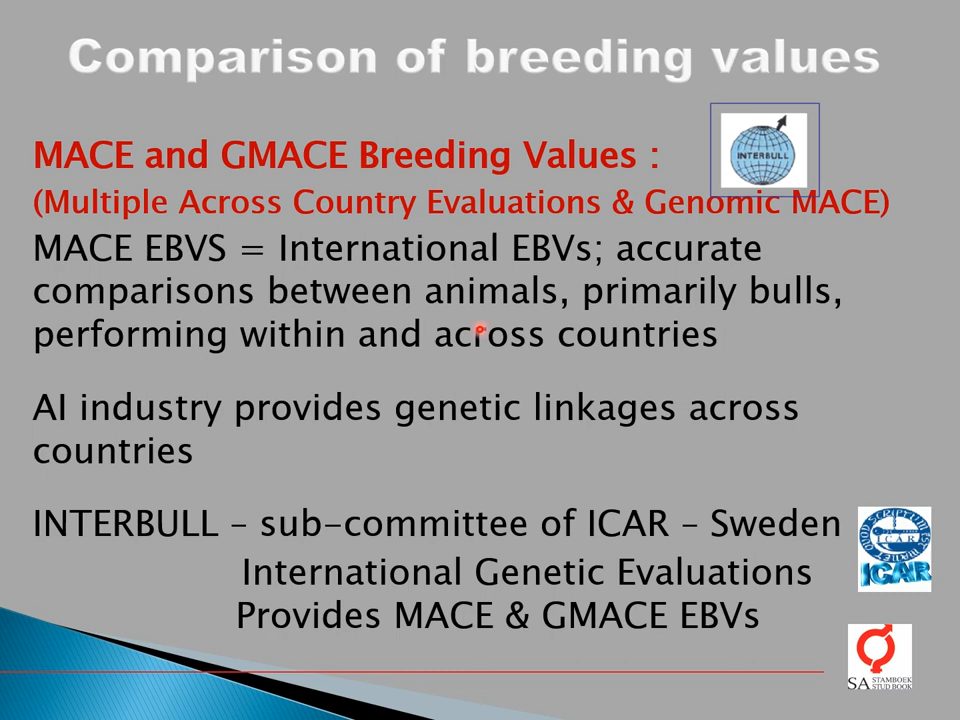 Comparison of breeding values
INTERBULL
MACE and GMACE Breeding Values :
(Multiple Across Country Evaluations & Genomic MACE)
MACE EBVS = International EBVs; accurate
comparisons between animals, primarily bulls,
performing within and across countries
AI industry provides genetic linkages across
countries
INTERBULL – sub-committee of ICAR – Sweden
International Genetic Evaluations
Provides MACE & GMACE EBVs
ICAR
ICAR
SA STAMBOEK
STUD BOOK